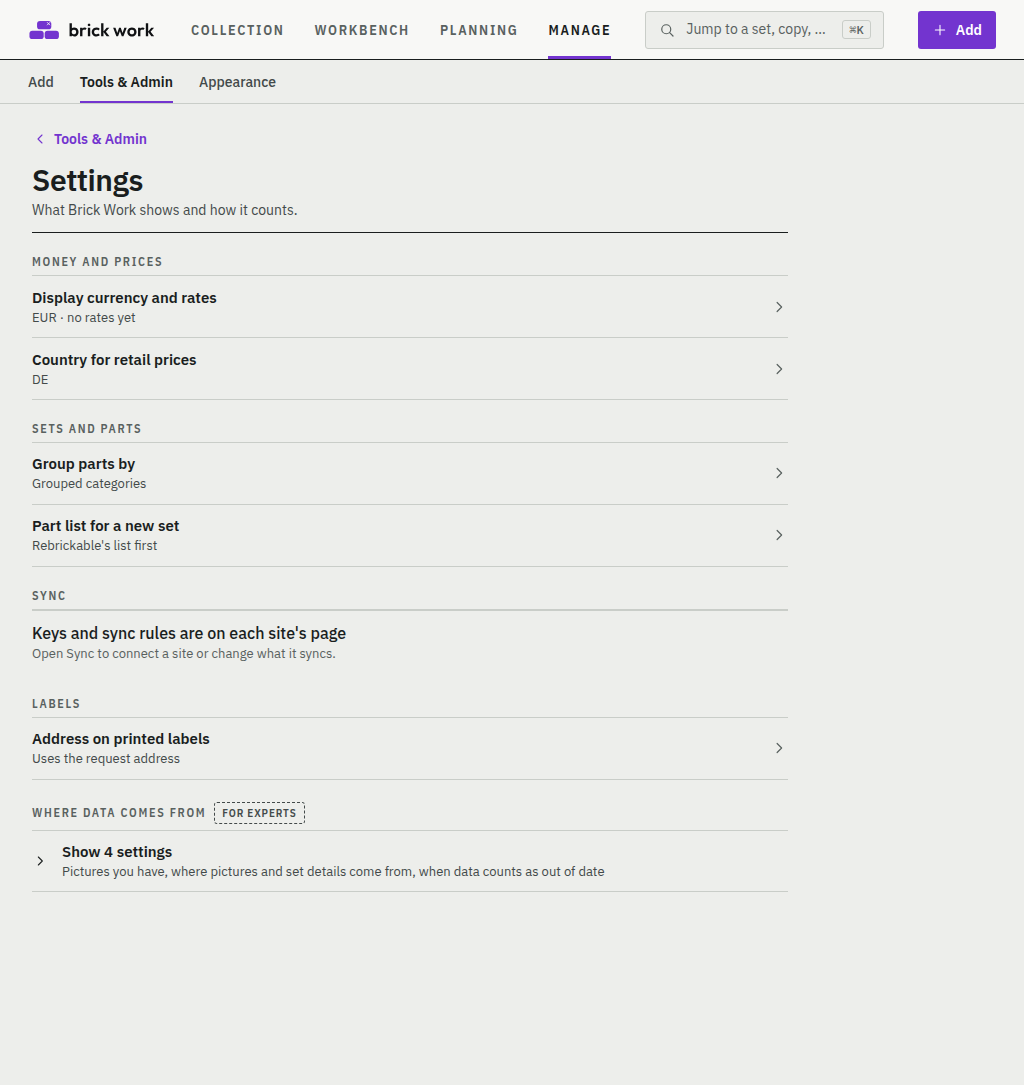 brick work
COLLECTION
WORKBENCH
PLANNING
MANAGE
Jump to a set, copy, ...
⌘K
Add
Add
Tools & Admin
Appearance
Tools & Admin
Settings
What Brick Work shows and how it counts.
MONEY AND PRICES
Display currency and rates
EUR · no rates yet
Country for retail prices
DE
SETS AND PARTS
Group parts by
Grouped categories
Part list for a new set
Rebrickable's list first
SYNC
Keys and sync rules are on each site's page
Open Sync to connect a site or change what it syncs.
LABELS
Address on printed labels
Uses the request address
WHERE DATA COMES FROM FOR EXPERTS
Show 4 settings
Pictures you have, where pictures and set details come from, when data counts as out of date